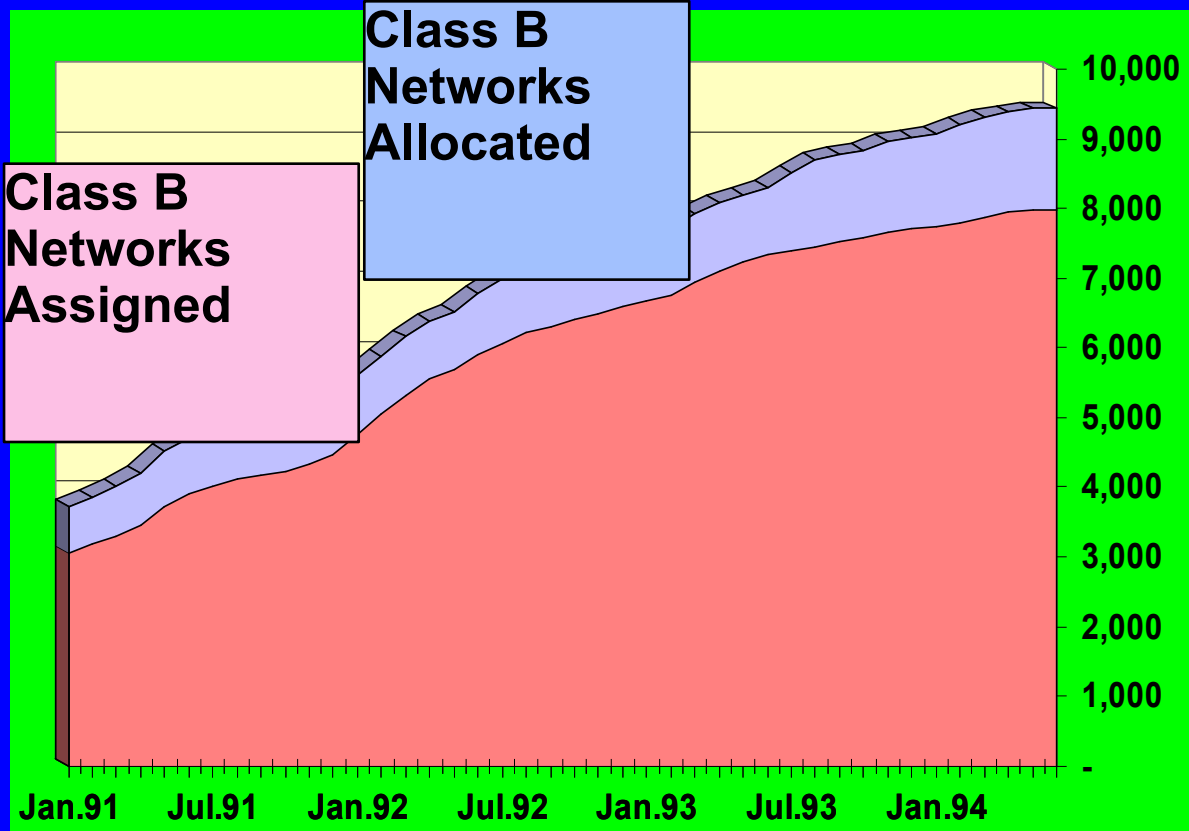 Class B
Networks
Allocated
Class B
Networks
Assigned
10,000
9,000
8,000
7,000
6,000
5,000
4,000
3,000
2,000
1,000
-
Jan.91 Jul.91 Jan.92 Jul.92 Jan.93 Jul.93 Jan.94